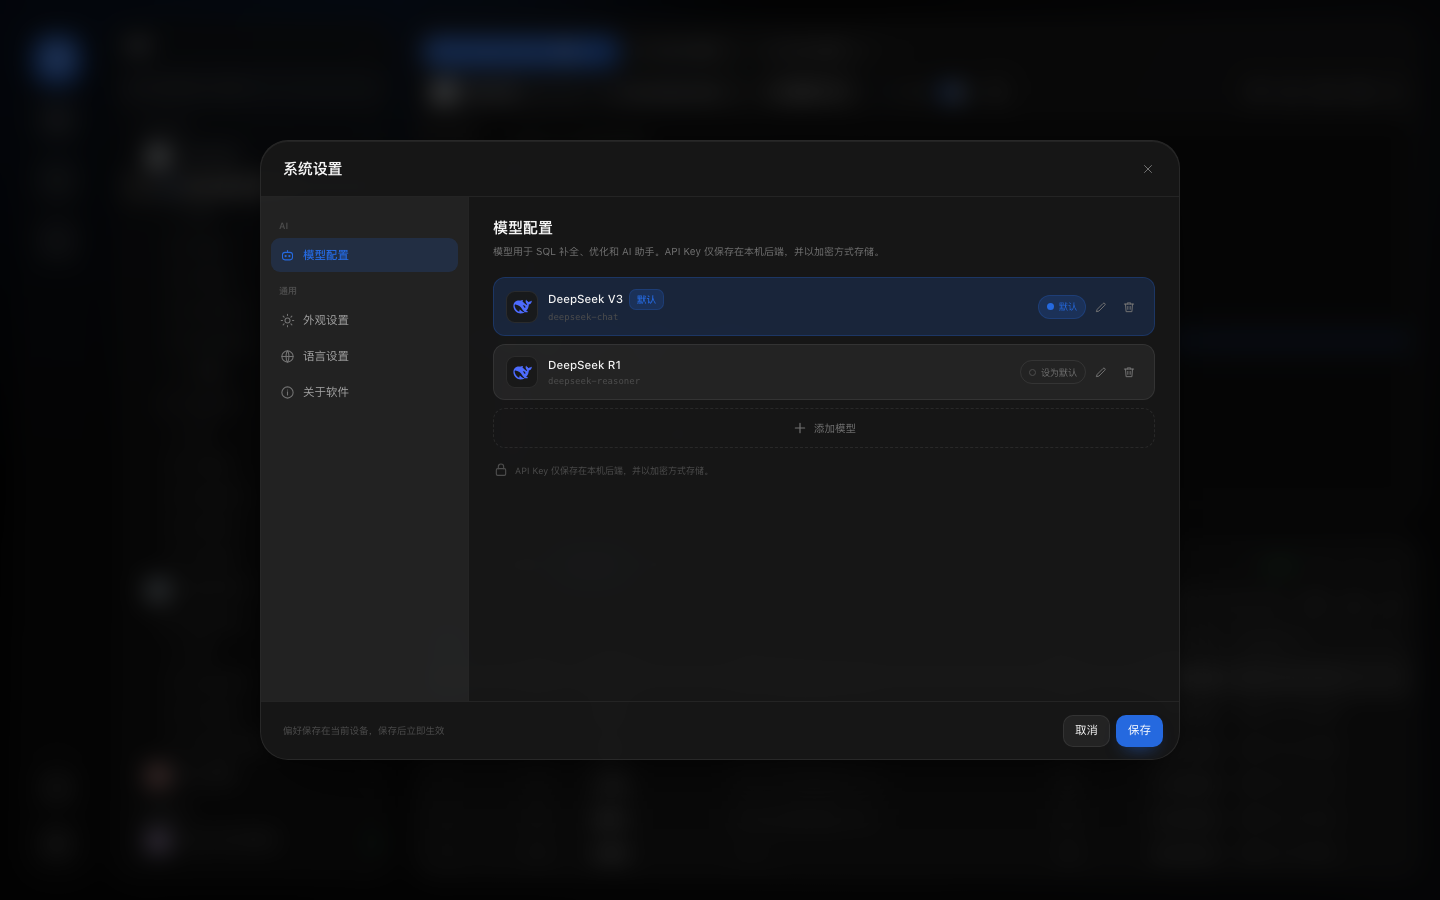 系统设置
AI
模型配置
通用
外观设置
语言设置
关于软件
模型配置
模型用于 SQL 补全、优化和 AI 助手。API Key 仅保存在本机后端，并以加密方式存储。
DeepSeek V3 默认
deepseek-chat
默认
DeepSeek R1
deepseek-reasoner
设为默认
添加模型
API Key 仅保存在本机后端，并以加密方式存储。
偏好保存在当前设备，保存后立即生效
取消 保存